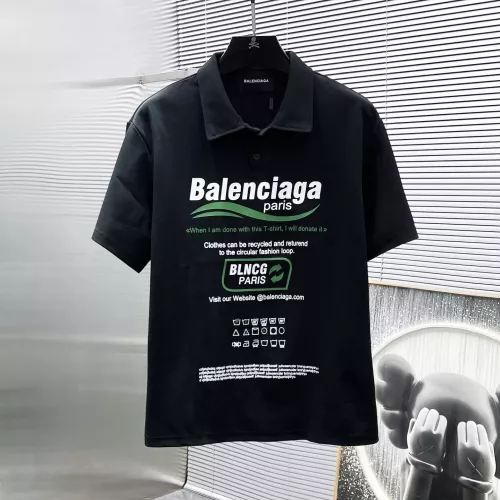 BALENCIAGA
Balenciaga
paris
«When I am done with this T-shirt, I will donate it»
Clothes can be recycled and returend
to the circular fashion loop.
BLNCG
PARIS
Visit our Website @balenciaga.com